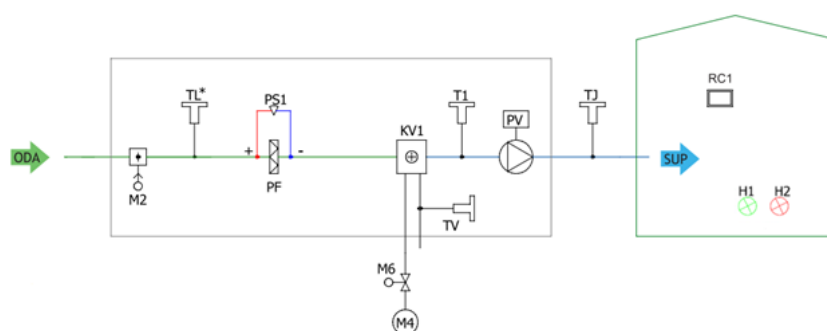 RC1
TL*
PS1
T1
TJ
PV
KV1
+
-
ODA
SUP
PF
M2
H1
H2
TV
M6
M4